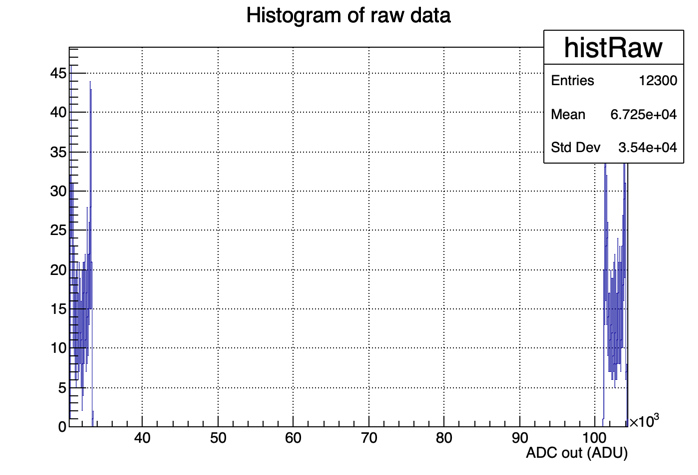 Histogram of raw data
histRaw
Entries 12300
Mean 6.725e+04
Std Dev 3.54e+04
45
40
35
30
25
20
15
10
5
0
40 50 60 70 80 90 100
×10³
ADC out (ADU)